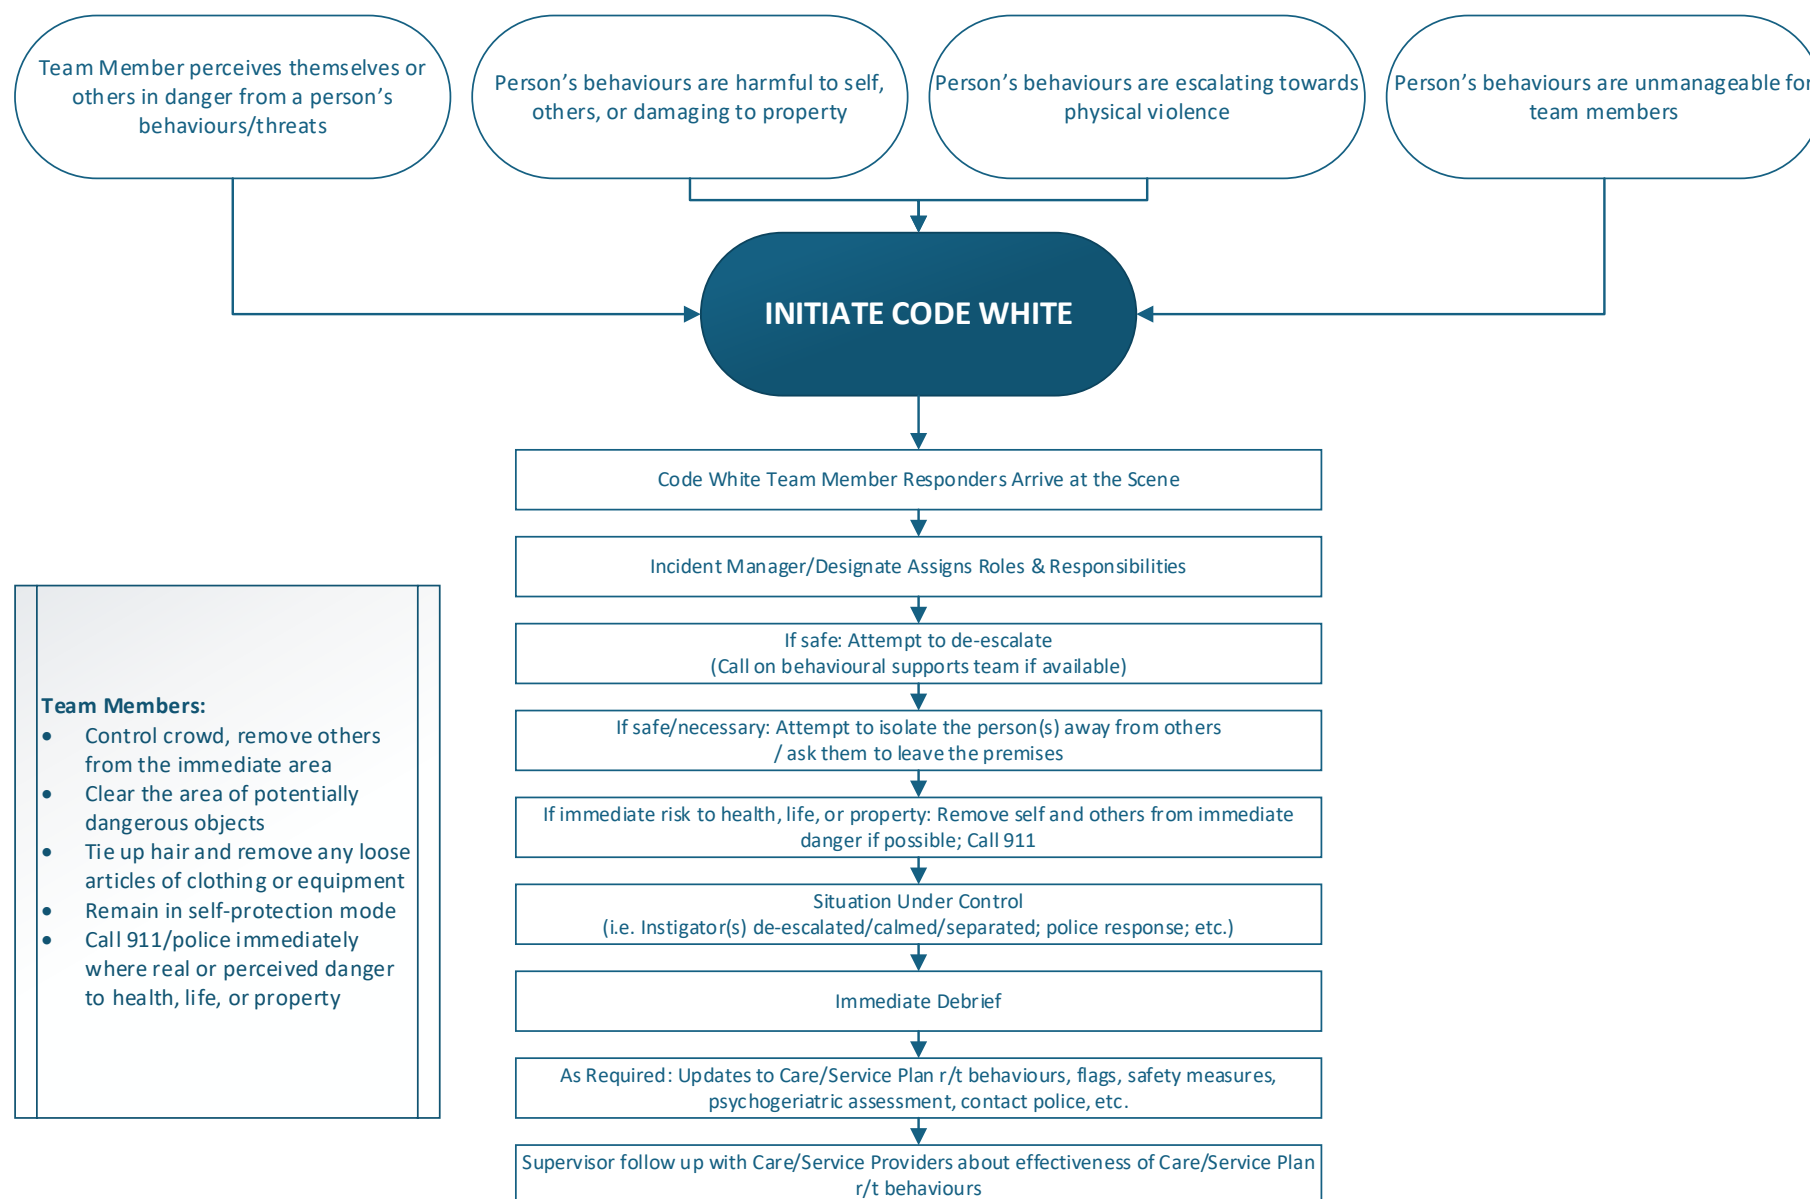 Team Member perceives themselves or
others in danger from a person's
behaviours/threats
Person's behaviours are harmful to self,
others, or damaging to property
Person's behaviours are escalating towards
physical violence
Person's behaviours are unmanageable for
team members
INITIATE CODE WHITE
Code White Team Member Responders Arrive at the Scene
Incident Manager/Designate Assigns Roles & Responsibilities
If safe: Attempt to de-escalate
(Call on behavioural supports team if available)
If safe/necessary: Attempt to isolate the person(s) away from others
/ ask them to leave the premises
If immediate risk to health, life, or property: Remove self and others from immediate
danger if possible; Call 911
Situation Under Control
(i.e. Instigator(s) de-escalated/calmed/separated; police response; etc.)
Immediate Debrief
As Required: Updates to Care/Service Plan r/t behaviours, flags, safety measures,
psychogeriatric assessment, contact police, etc.
Supervisor follow up with Care/Service Providers about effectiveness of Care/Service Plan
r/t behaviours
Team Members:
• Control crowd, remove others
from the immediate area
• Clear the area of potentially
dangerous objects
• Tie up hair and remove any loose
articles of clothing or equipment
• Remain in self-protection mode
• Call 911/police immediately
where real or perceived danger
to health, life, or property